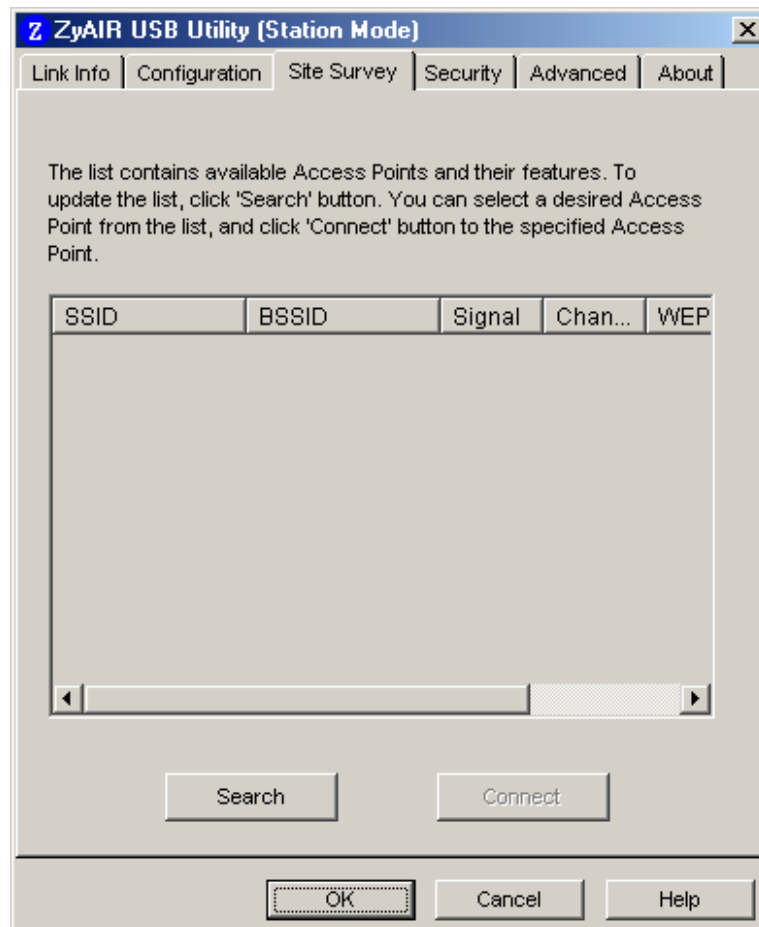 Z ZyAIR USB Utility (Station Mode)
Link Info Configuration Site Survey Security Advanced About
The list contains available Access Points and their features. To
update the list, click 'Search' button. You can select a desired Access
Point from the list, and click 'Connect' button to the specified Access
Point.
SSID BSSID Signal Chan... WEP
Search Connect
OK Cancel Help